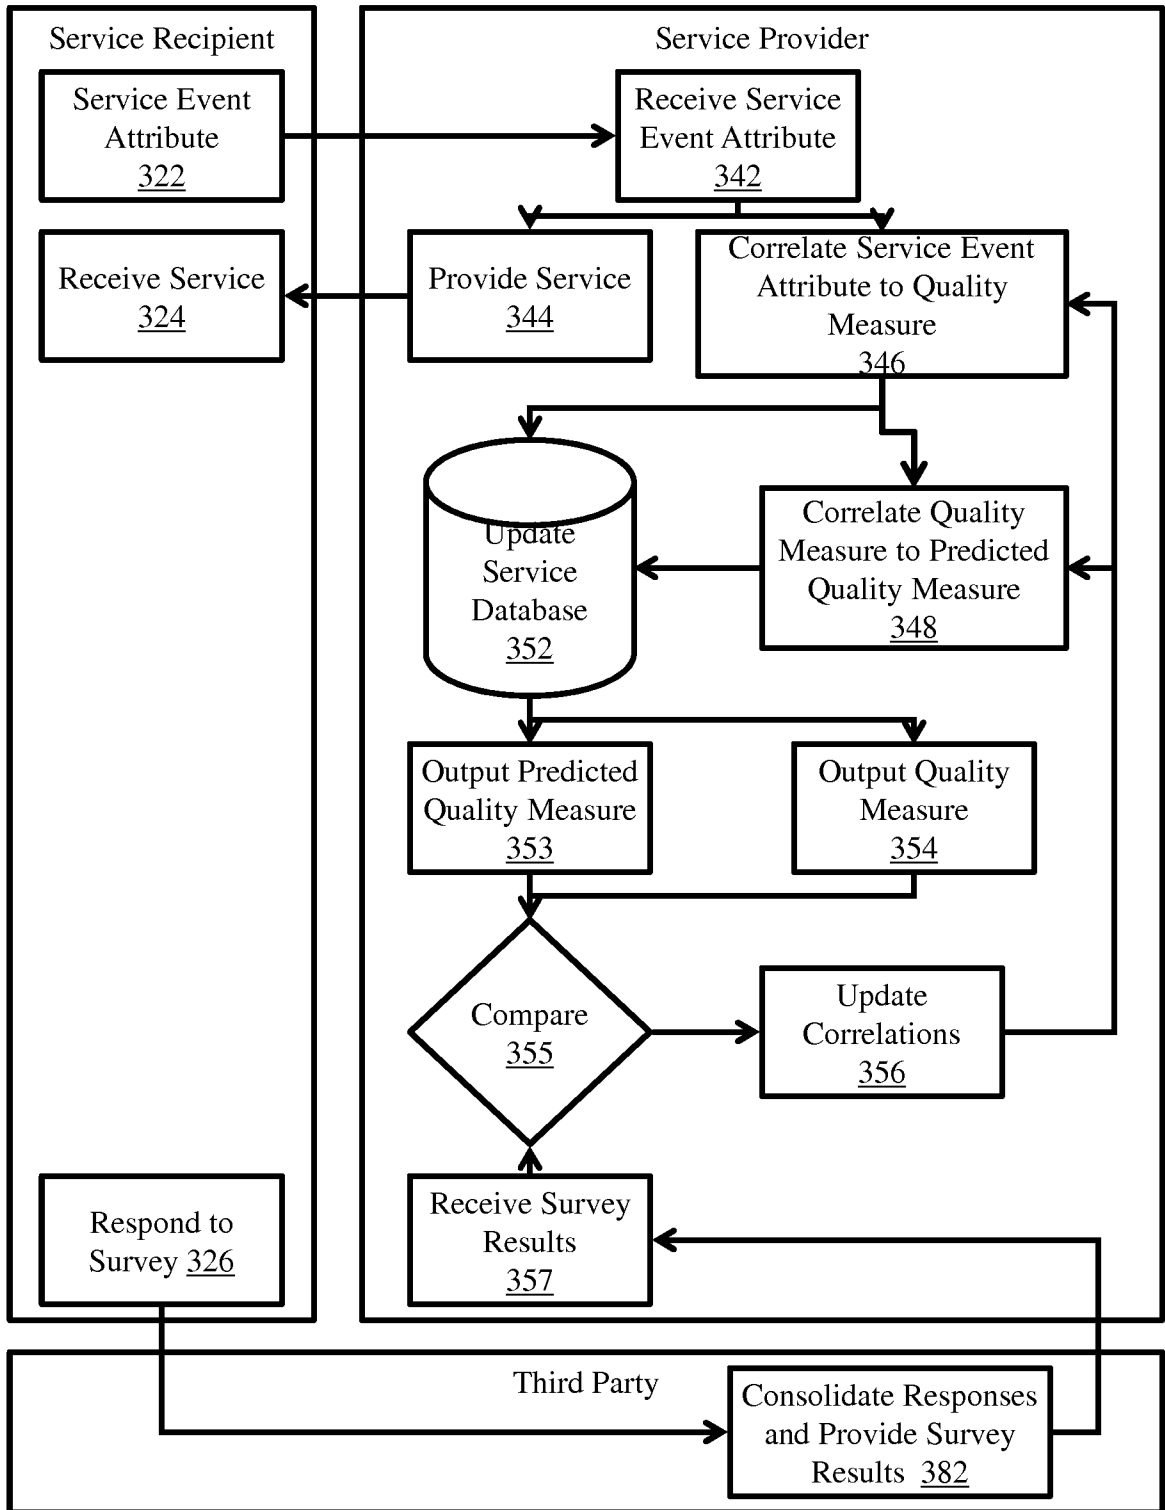 Service Recipient
Service Provider
Service Event
Attribute
322
Receive Service
Event Attribute
342
Receive Service
324
Provide Service
344
Correlate Service Event
Attribute to Quality
Measure
346
Update
Service
Database
352
Correlate Quality
Measure to Predicted
Quality Measure
348
Output Predicted
Quality Measure
353
Output Quality
Measure
354
Compare
355
Update
Correlations
356
Respond to
Survey 326
Receive Survey
Results
357
Third Party
Consolidate Responses
and Provide Survey
Results 382